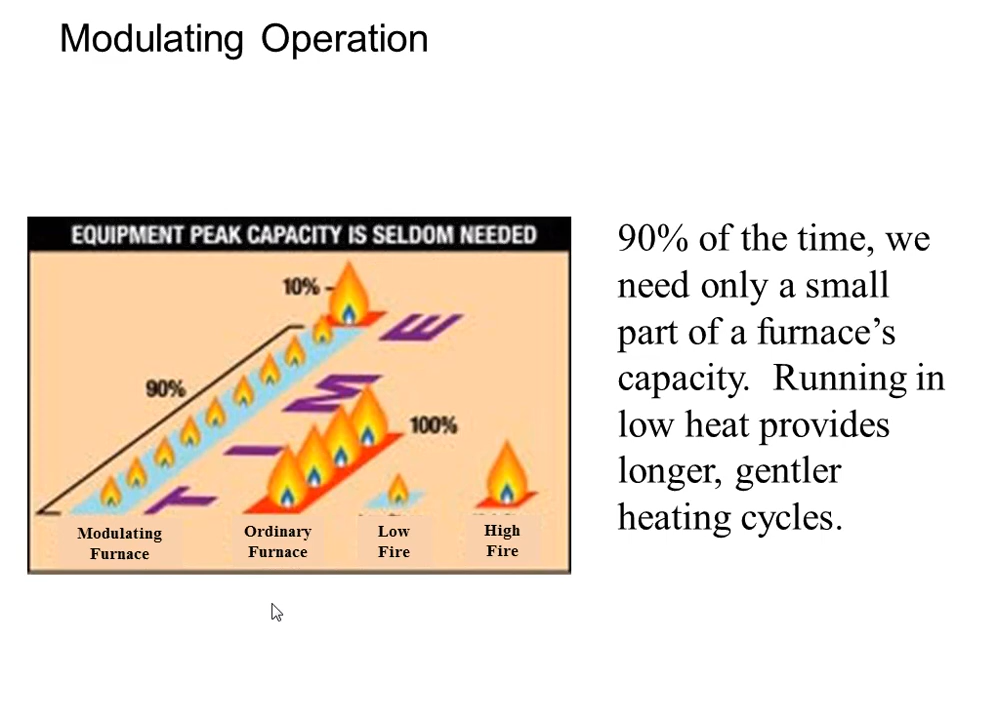 Modulating Operation
EQUIPMENT PEAK CAPACITY IS SELDOM NEEDED
10%
90%
TIME
100%
Modulating
Furnace
Ordinary
Furnace
Low
Fire
High
Fire
90% of the time, we
need only a small
part of a furnace’s
capacity. Running in
low heat provides
longer, gentler
heating cycles.